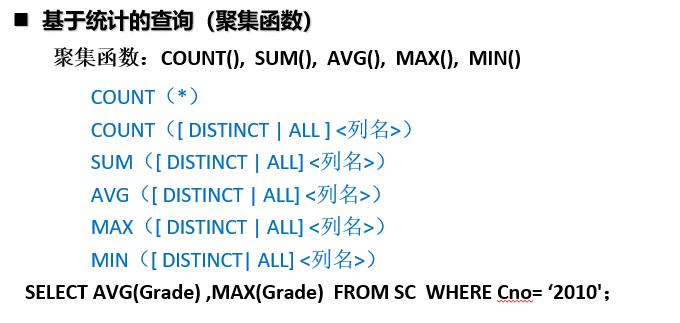 ■ 基于统计的查询（聚集函数）
聚集函数：COUNT(), SUM(), AVG(), MAX(), MIN()
COUNT（*）
COUNT（[ DISTINCT | ALL ] <列名>）
SUM（[ DISTINCT | ALL] <列名>）
AVG（[ DISTINCT | ALL] <列名>）
MAX（[ DISTINCT | ALL] <列名>）
MIN（[ DISTINCT| ALL] <列名>）
SELECT AVG(Grade) ,MAX(Grade) FROM SC WHERE Cno= ‘2010'；